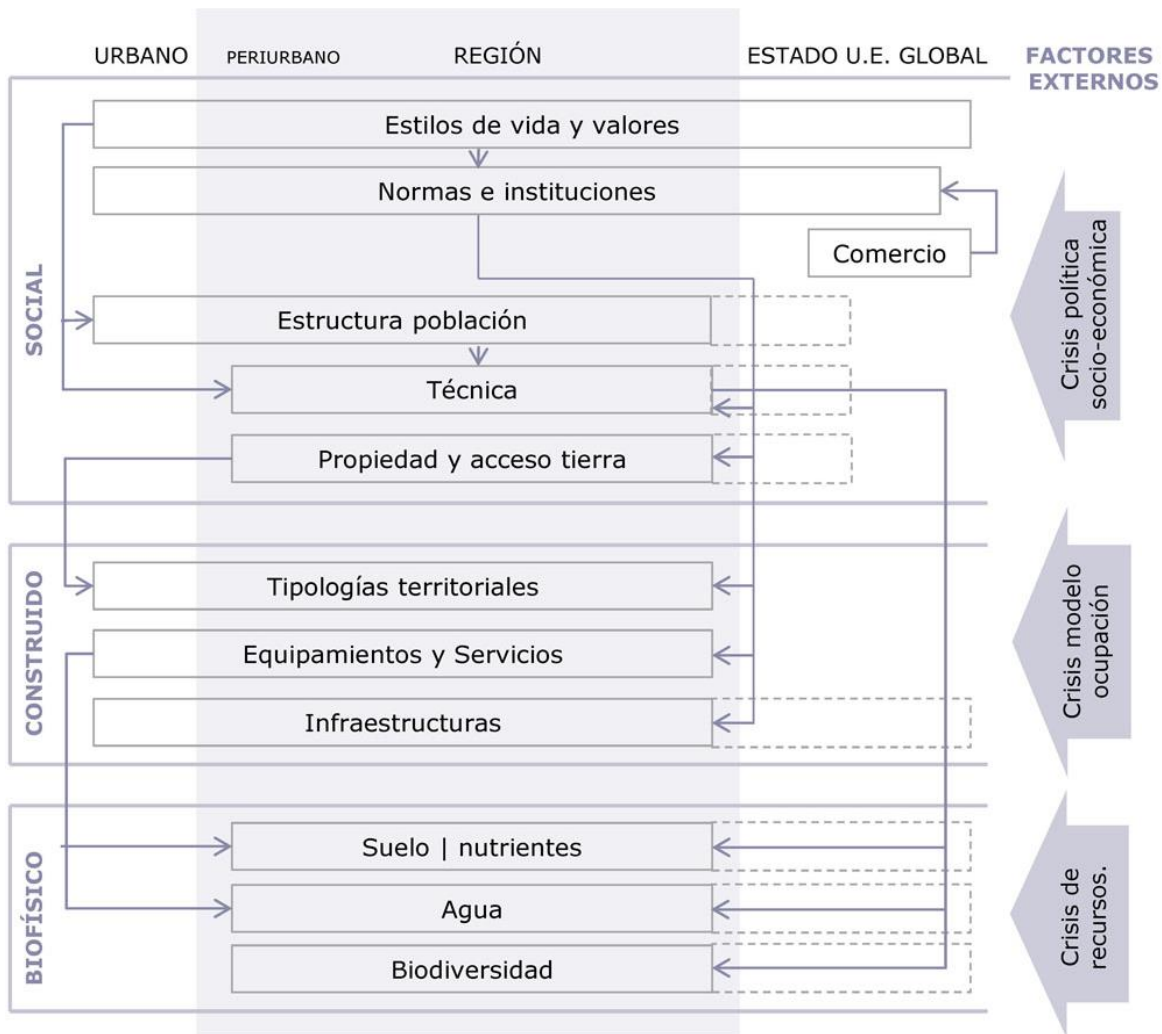 URBANO PERIURBANO REGIÓN ESTADO U.E. GLOBAL FACTORES
EXTERNOS
SOCIAL
Estilos de vida y valores
Normas e instituciones
Comercio
Estructura población
Técnica
Propiedad y acceso tierra
Crisis política
socio-económica
CONSTRUIDO
Tipologías territoriales
Equipamientos y Servicios
Infraestructuras
Crisis modelo
ocupación
BIOFÍSICO
Suelo | nutrientes
Agua
Biodiversidad
Crisis de
recursos.